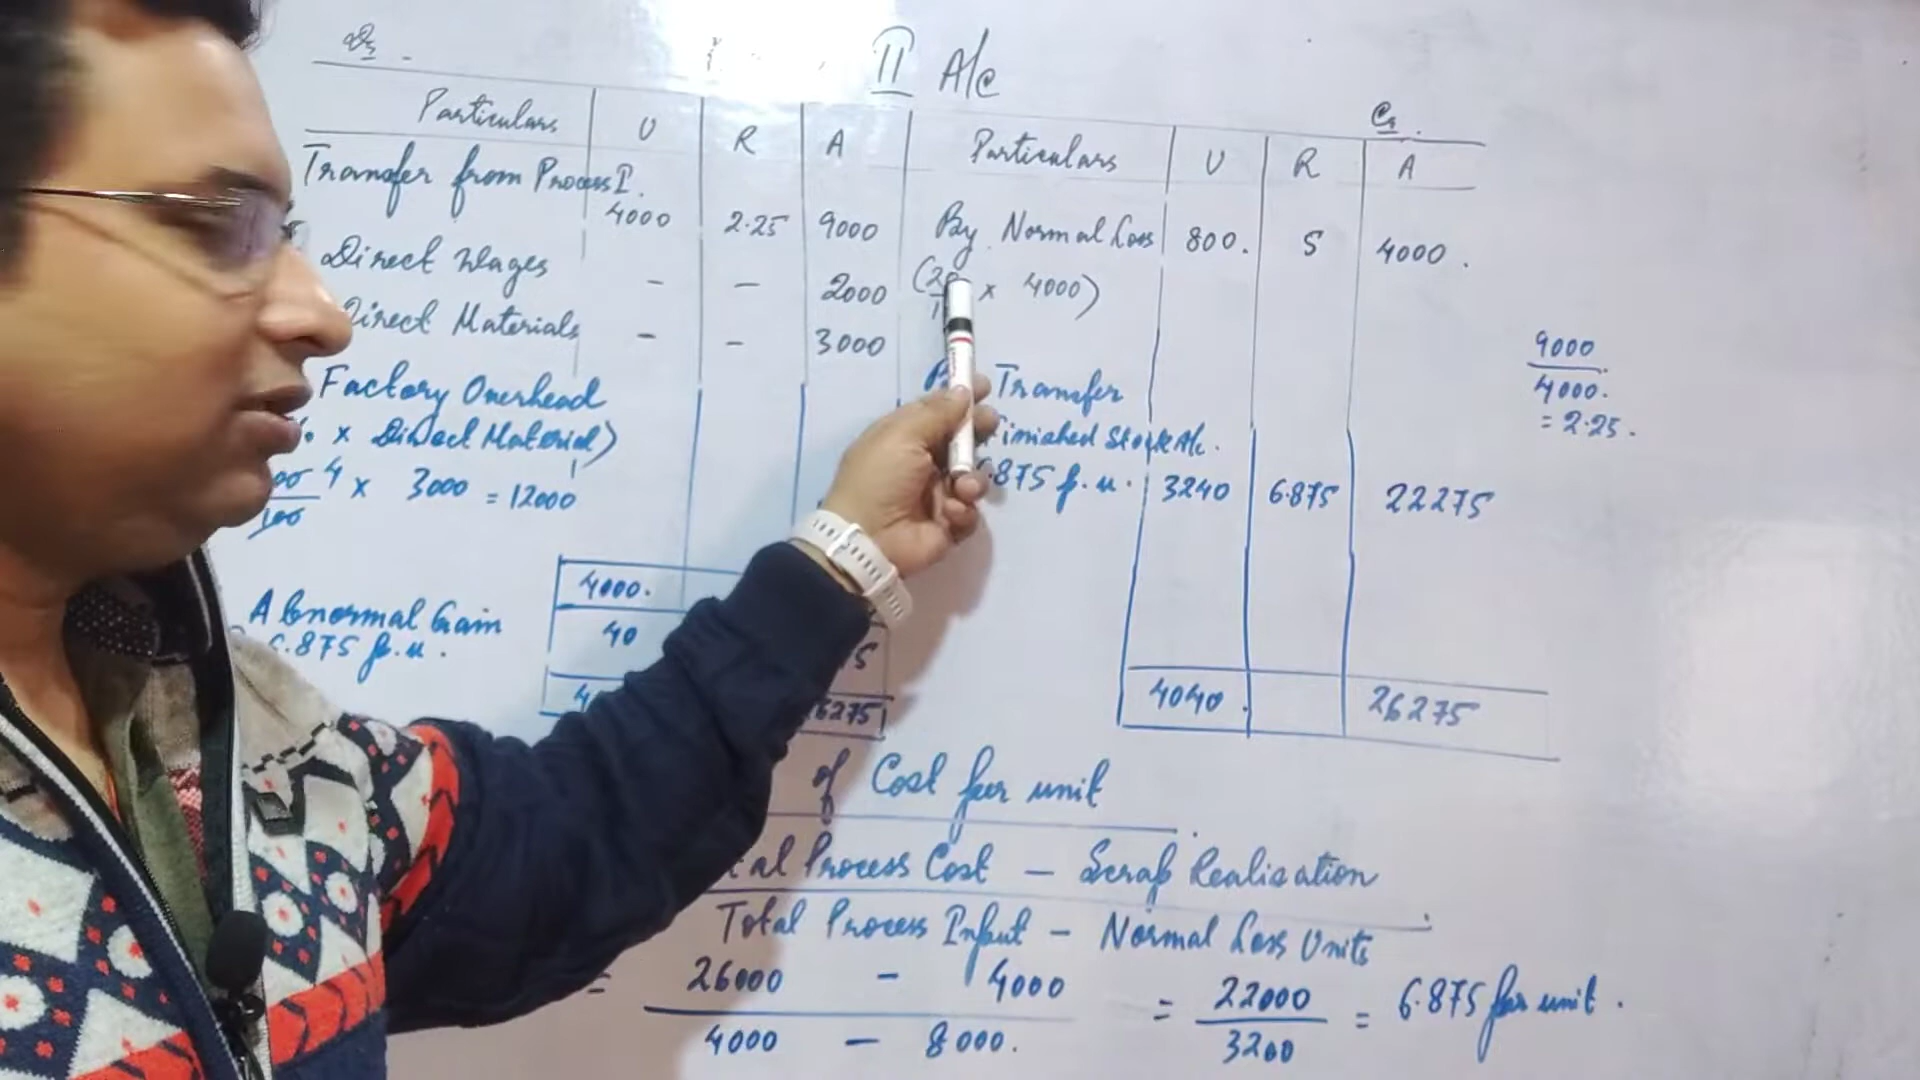 Dr.
II A/c
Cr.
Particulars U R A Particulars U R A
Transfer from Process I.
4000 2.25 9000 By Normal Loss 800. 5 4000.
Direct Wages - - 2000 x 4000)
Direct Materials - - 3000
Factory Overhead Transfer
x Direct Material) Finished Stock A/c.
4 x 3000 = 12000 .875 p.u. 3240 6.875 22275
100
9000
4000.
= 2.25.
4000.
Abnormal Gain 40
6.875 p.u.
4040. 26275
of Cost per unit
Process Cost - Scrap Realisation
Total Process Input - Normal Loss Units
= 26000 - 4000 = 22000 = 6.875 per unit.
4000 - 8000. 3200